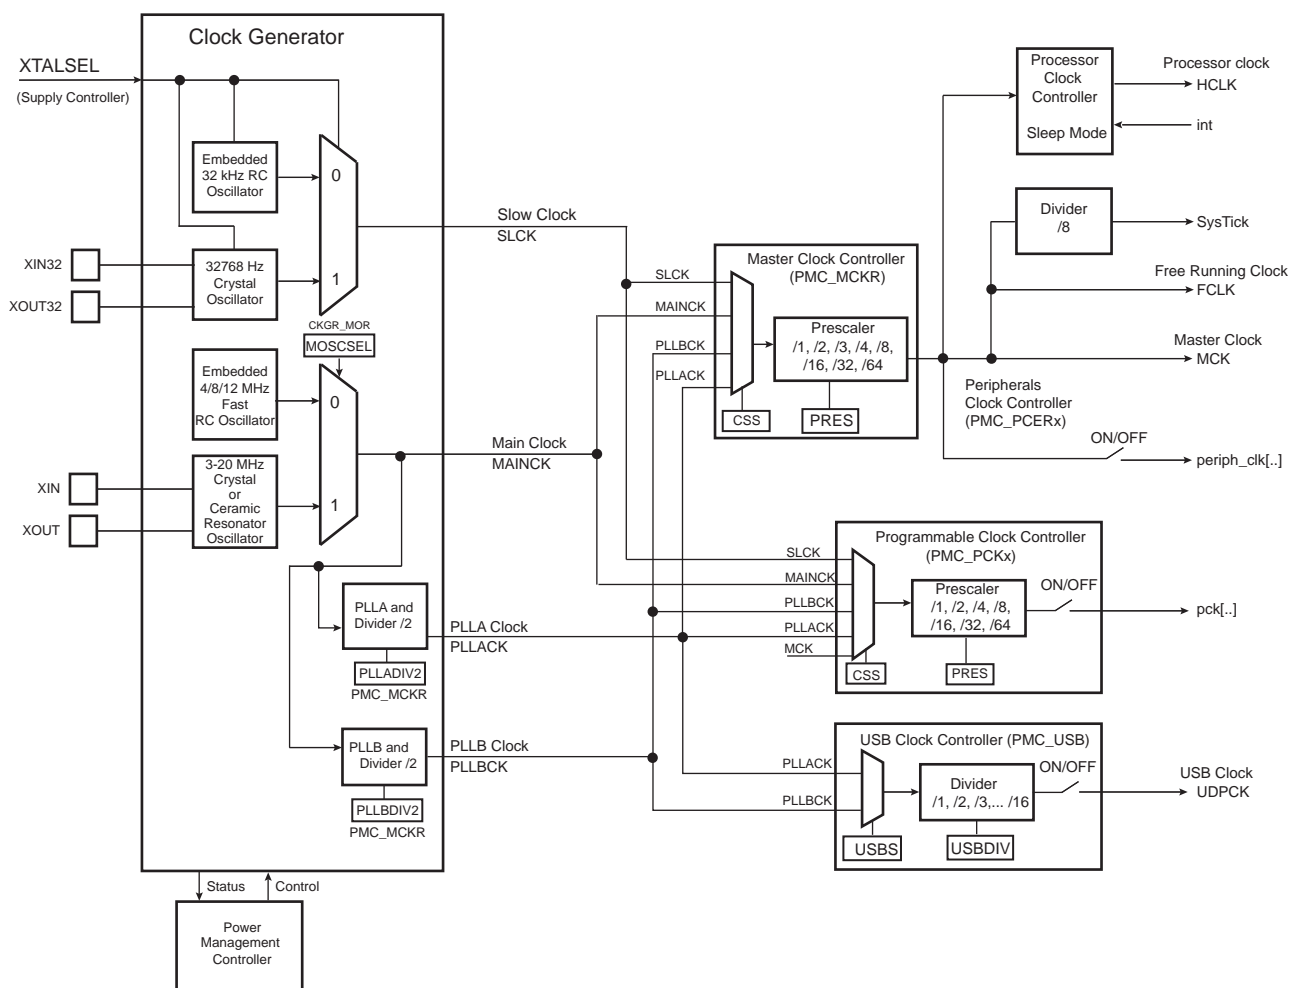 Clock Generator
XTALSEL
(Supply Controller)
Embedded
32 kHz RC
Oscillator
0
1
XIN32
XOUT32
32768 Hz
Crystal
Oscillator
Slow Clock
SLCK
CKGR_MOR
MOSCSEL
Embedded
4/8/12 MHz
Fast
RC Oscillator
0
1
XIN
XOUT
3-20 MHz
Crystal
or
Ceramic
Resonator
Oscillator
Main Clock
MAINCK
PLLA and
Divider /2
PLLADIV2
PMC_MCKR
PLLA Clock
PLLACK
PLLB and
Divider /2
PLLBDIV2
PMC_MCKR
PLLB Clock
PLLBCK
Status
Control
Power
Management
Controller
Master Clock Controller
(PMC_MCKR)
SLCK
MAINCK
PLLBCK
PLLACK
Prescaler
/1, /2, /3, /4, /8,
/16, /32, /64
CSS
PRES
Processor
Clock
Controller
Sleep Mode
Processor clock
HCLK
int
Divider
/8
SysTick
Free Running Clock
FCLK
Master Clock
MCK
Peripherals
Clock Controller
(PMC_PCERx)
ON/OFF
periph_clk[..]
Programmable Clock Controller
(PMC_PCKx)
SLCK
MAINCK
PLLBCK
PLLACK
MCK
Prescaler
/1, /2, /4, /8,
/16, /32, /64
ON/OFF
CSS
PRES
pck[..]
USB Clock Controller (PMC_USB)
PLLACK
PLLBCK
Divider
/1, /2, /3,... /16
ON/OFF
USBS
USBDIV
USB Clock
UDPCK